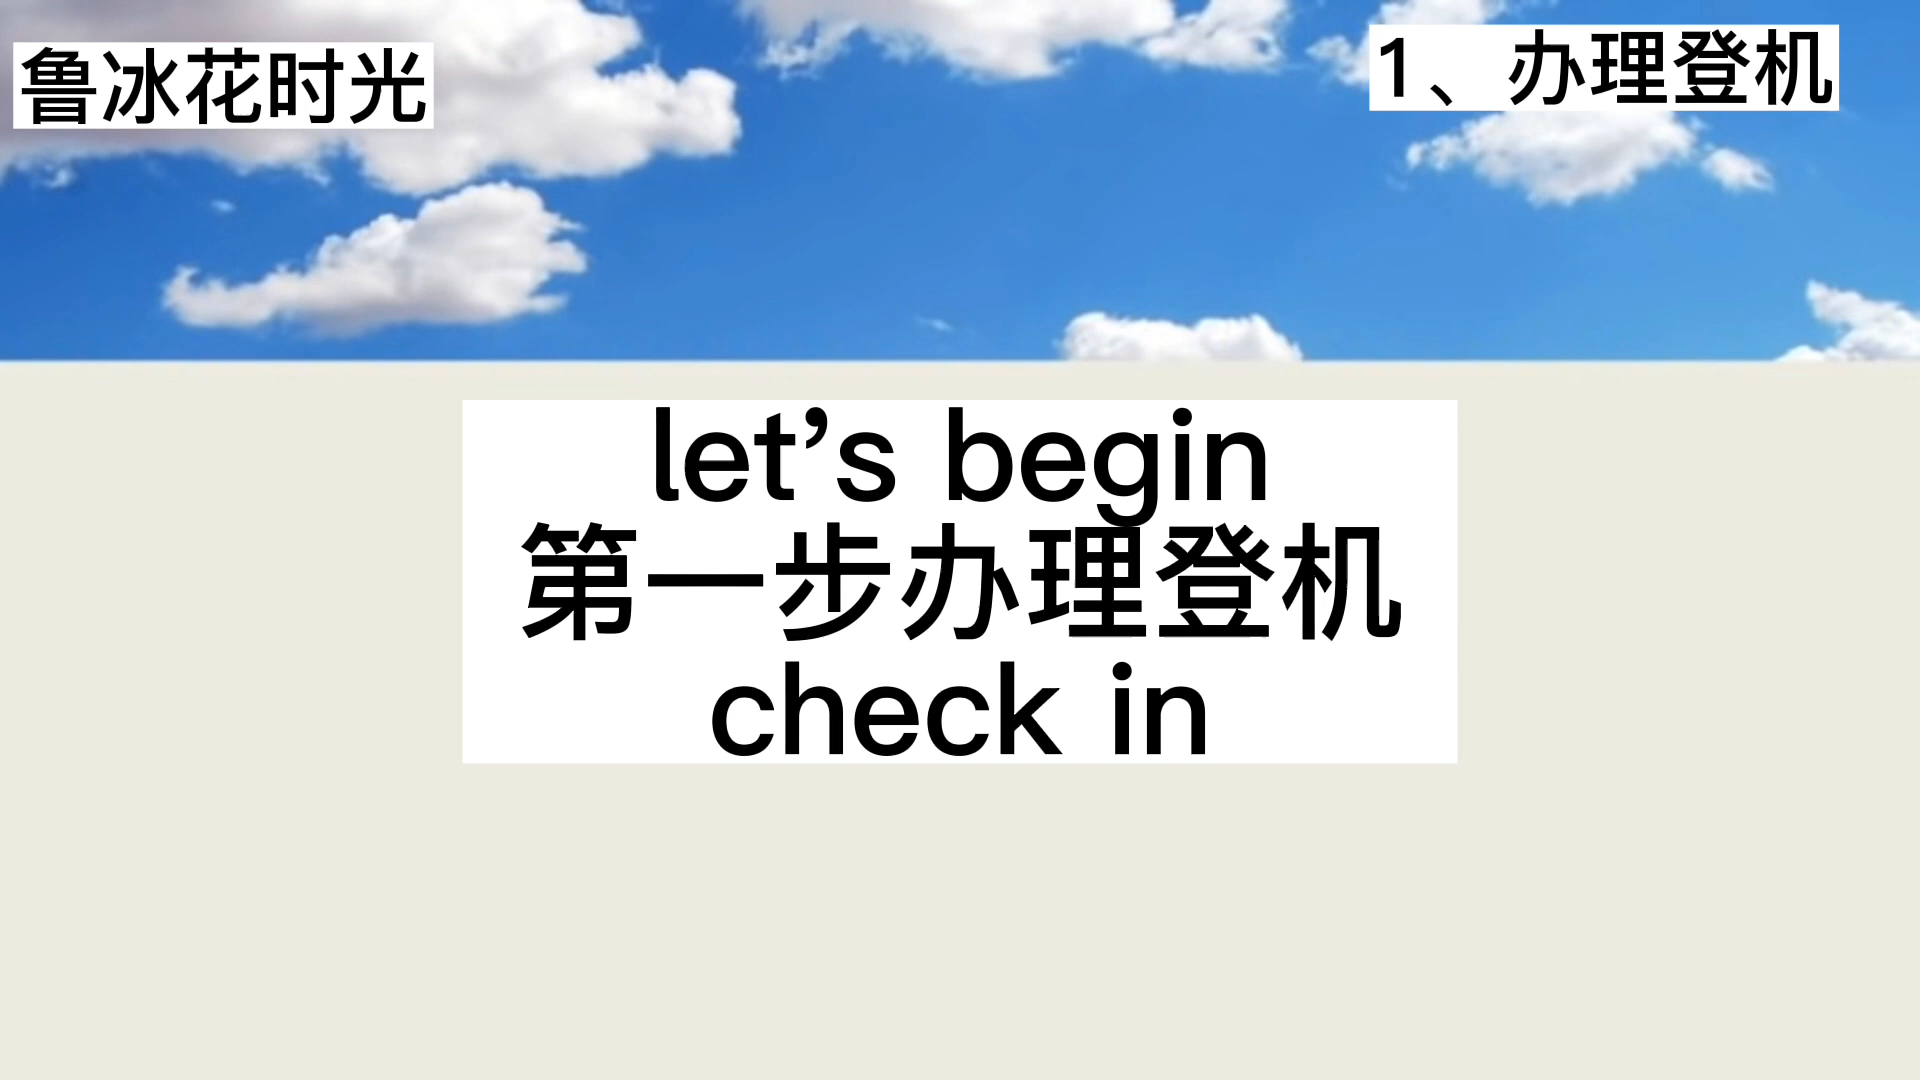 鲁冰花时光
1、办理登机
let’s begin
第一步办理登机
check in